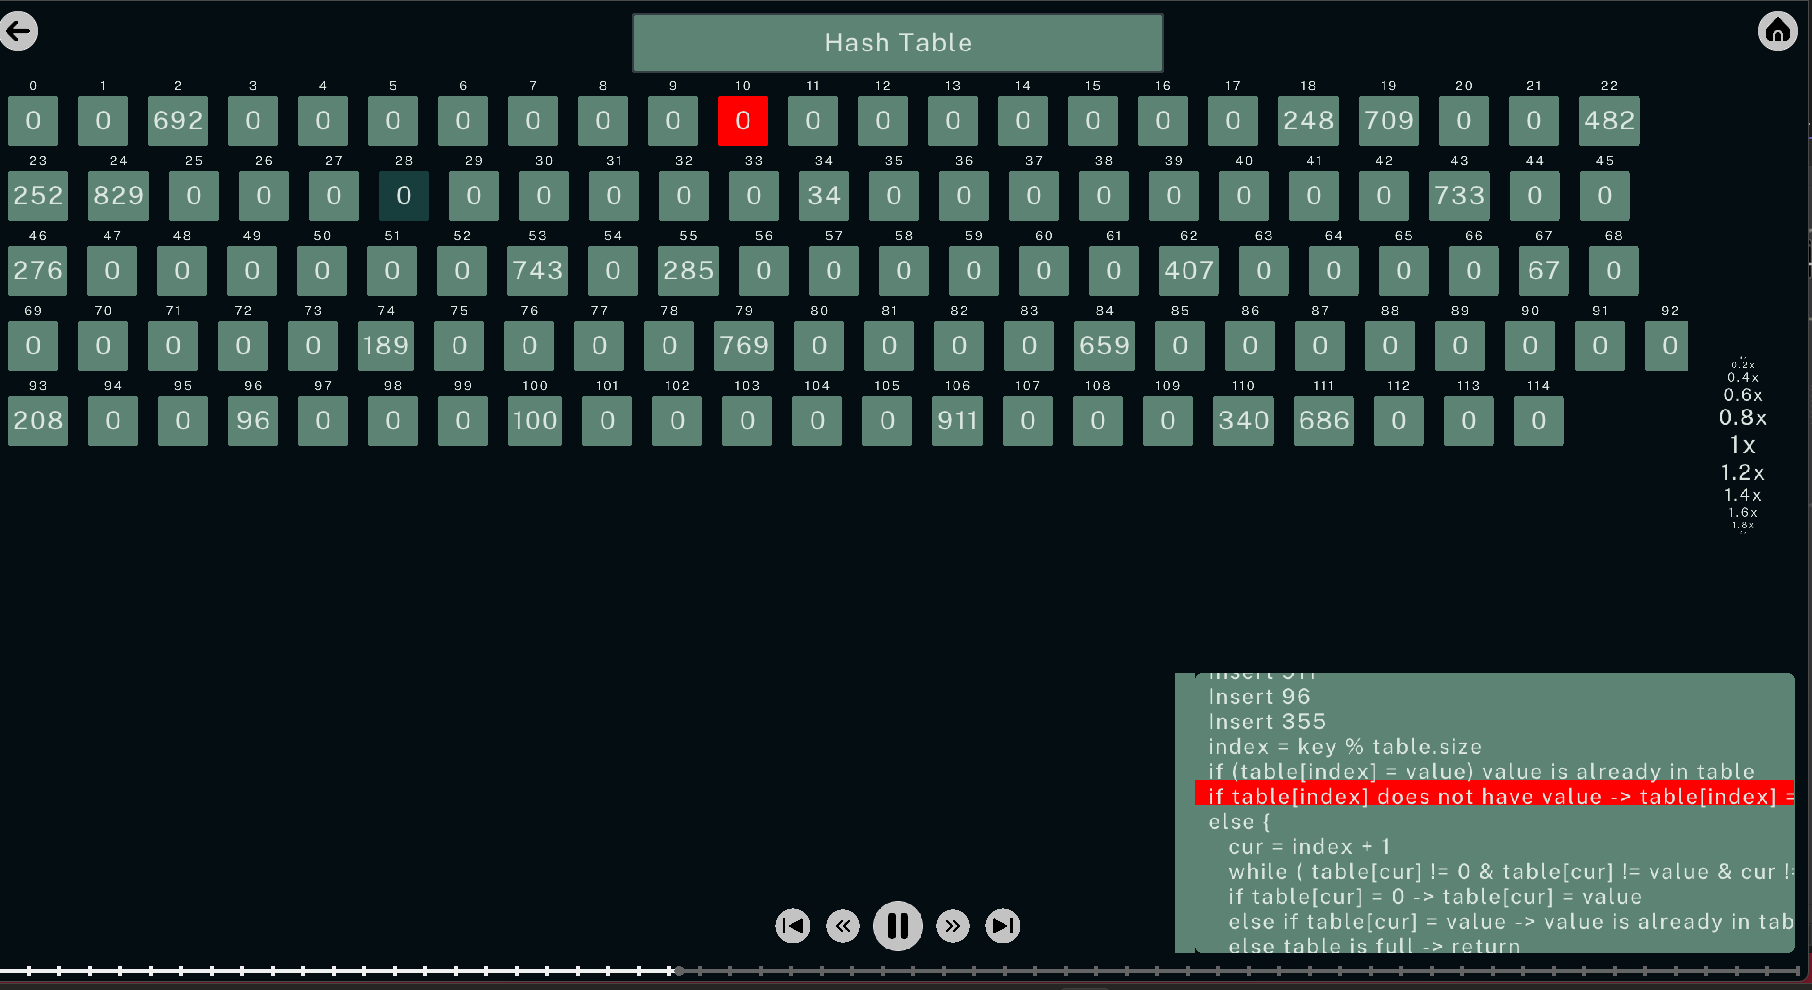 Hash Table
0 1 2 3 4 5 6 7 8 9 10 11 12 13 14 15 16 17 18 19 20 21 22
0 0 692 0 0 0 0 0 0 0 0 0 0 0 0 0 0 0 248 709 0 0 482
23 24 25 26 27 28 29 30 31 32 33 34 35 36 37 38 39 40 41 42 43 44 45
252 829 0 0 0 0 0 0 0 0 0 34 0 0 0 0 0 0 0 0 733 0 0
46 47 48 49 50 51 52 53 54 55 56 57 58 59 60 61 62 63 64 65 66 67 68
276 0 0 0 0 0 0 743 0 285 0 0 0 0 0 0 407 0 0 0 0 67 0
69 70 71 72 73 74 75 76 77 78 79 80 81 82 83 84 85 86 87 88 89 90 91 92
0 0 0 0 0 189 0 0 0 0 769 0 0 0 0 659 0 0 0 0 0 0 0 0
93 94 95 96 97 98 99 100 101 102 103 104 105 106 107 108 109 110 111 112 113 114
208 0 0 96 0 0 0 100 0 0 0 0 0 911 0 0 0 340 686 0 0 0
0.2x
0.4x
0.6x
0.8x
1x
1.2x
1.4x
1.6x
1.8x
Insert 911
Insert 96
Insert 355
index = key % table.size
if (table[index] = value) value is already in table
if table[index] does not have value -> table[index] =
else {
cur = index + 1
while ( table[cur] != 0 & table[cur] != value & cur !
if table[cur] = 0 -> table[cur] = value
else if table[cur] = value -> value is already in tab
else table is full -> return